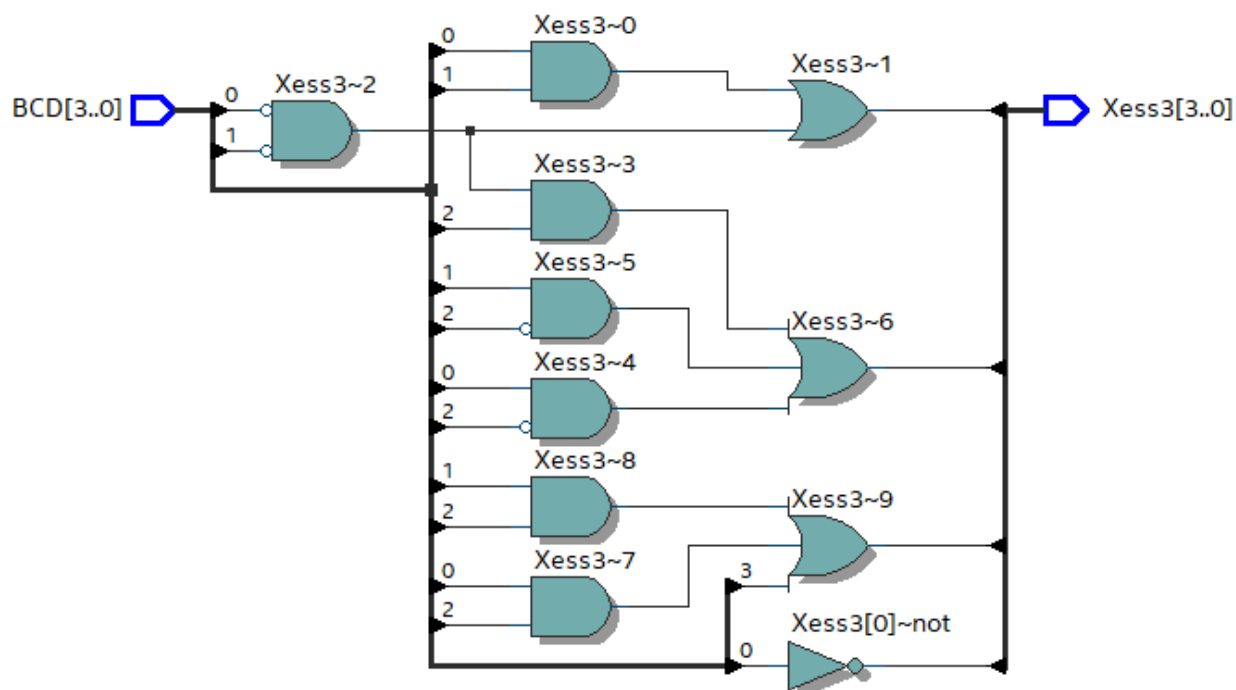 BCD[3..0]
0
1
Xess3~2
0
1
Xess3~0
Xess3~1
Xess3[3..0]
2
Xess3~3
1
2
Xess3~5
Xess3~6
0
2
Xess3~4
1
2
Xess3~8
Xess3~9
0
2
Xess3~7
3
0
Xess3[0]~not